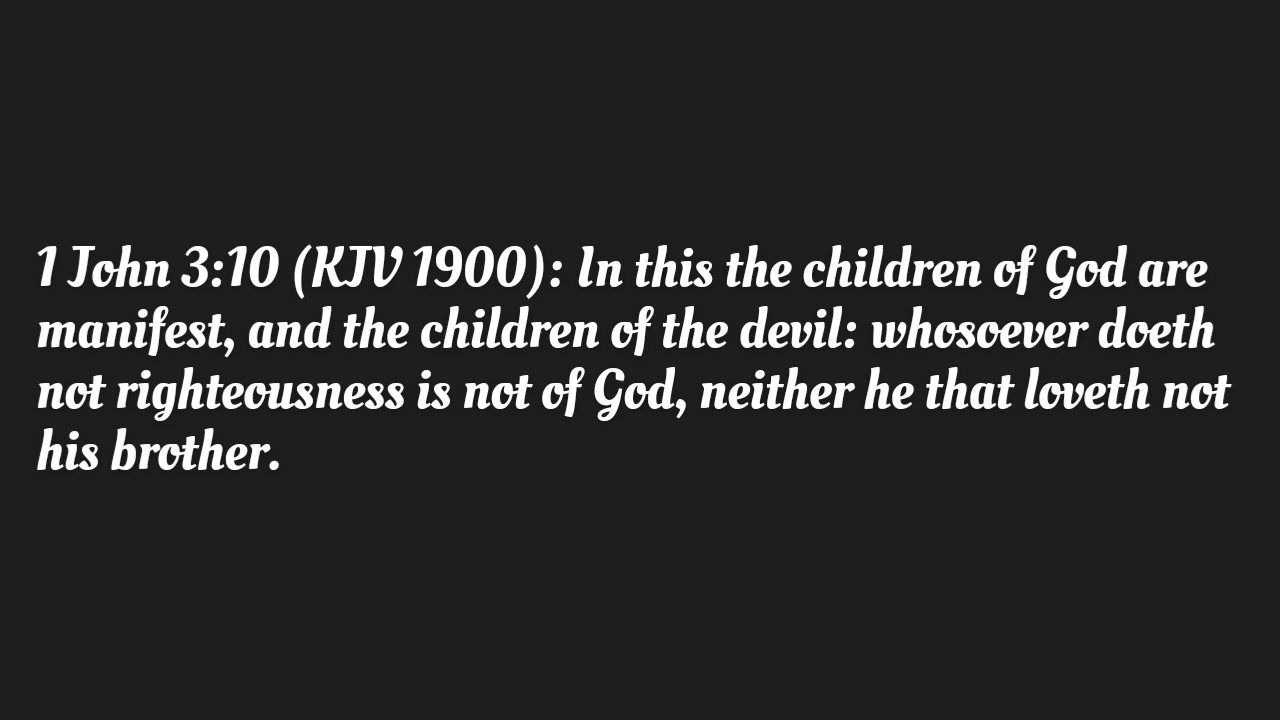 1 John 3:10 (KJV 1900): In this the children of God are
manifest, and the children of the devil: whosoever doeth
not righteousness is not of God, neither he that loveth not
his brother.